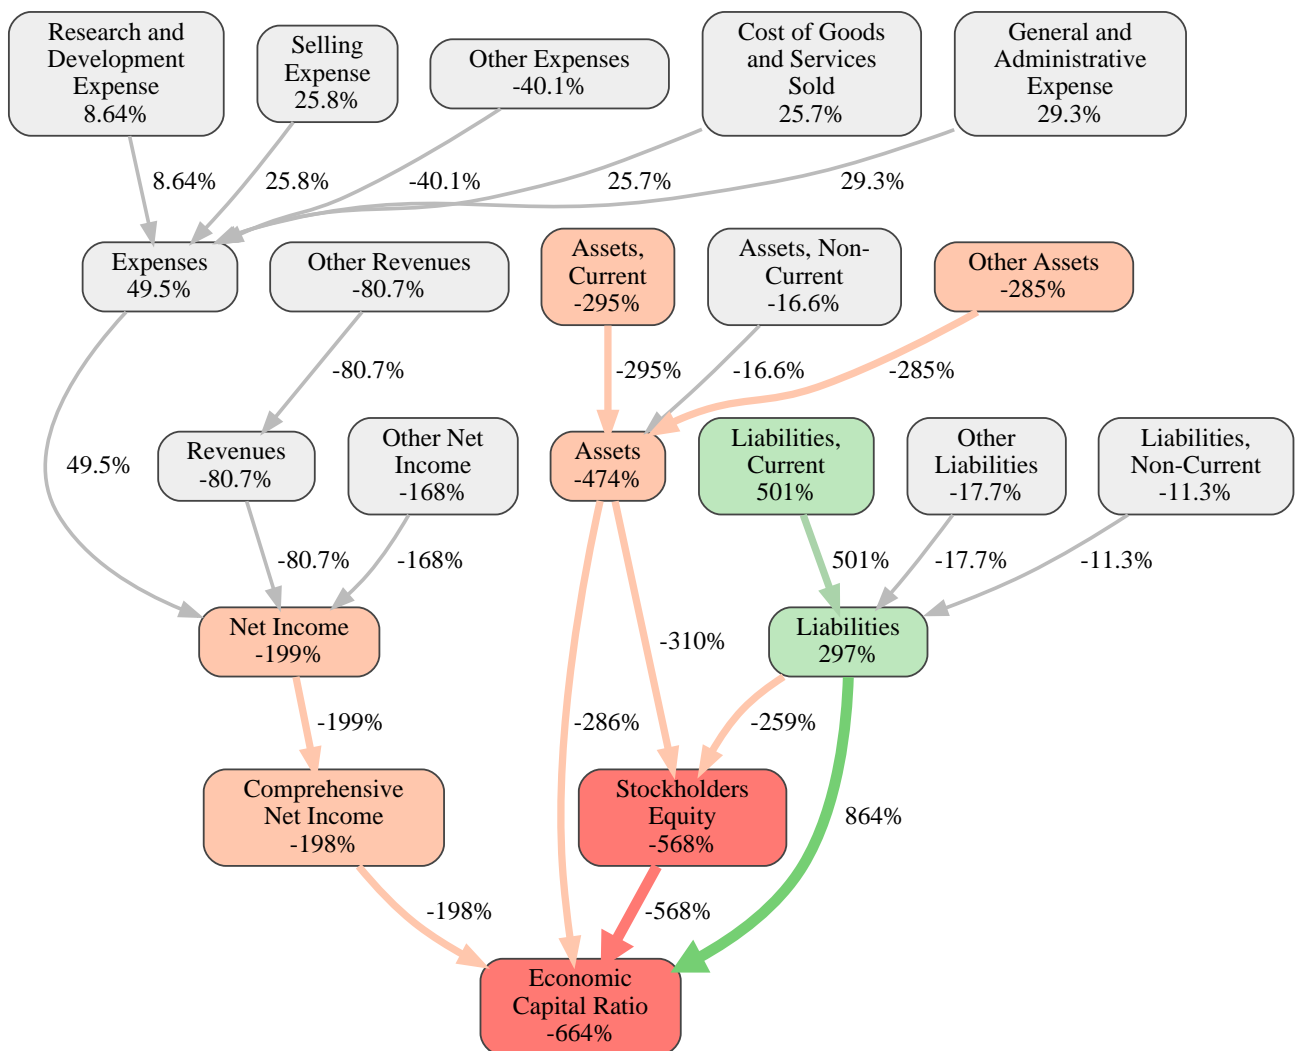 Research and
Development
Expense
8.64%
Selling
Expense
25.8%
Other Expenses
-40.1%
Cost of Goods
and Services
Sold
25.7%
General and
Administrative
Expense
29.3%
8.64%
25.8%
-40.1%
25.7%
29.3%
Expenses
49.5%
Other Revenues
-80.7%
Assets,
Current
-295%
Assets, Non-
Current
-16.6%
Other Assets
-285%
-80.7%
-295%
-16.6%
-285%
49.5%
Revenues
-80.7%
Other Net
Income
-168%
Assets
-474%
Liabilities,
Current
501%
Other
Liabilities
-17.7%
Liabilities,
Non-Current
-11.3%
-80.7%
-168%
501%
-17.7%
-11.3%
Net Income
-199%
-310%
Liabilities
297%
-199%
-286%
-259%
Comprehensive
Net Income
-198%
Stockholders
Equity
-568%
864%
-198%
-568%
Economic
Capital Ratio
-664%